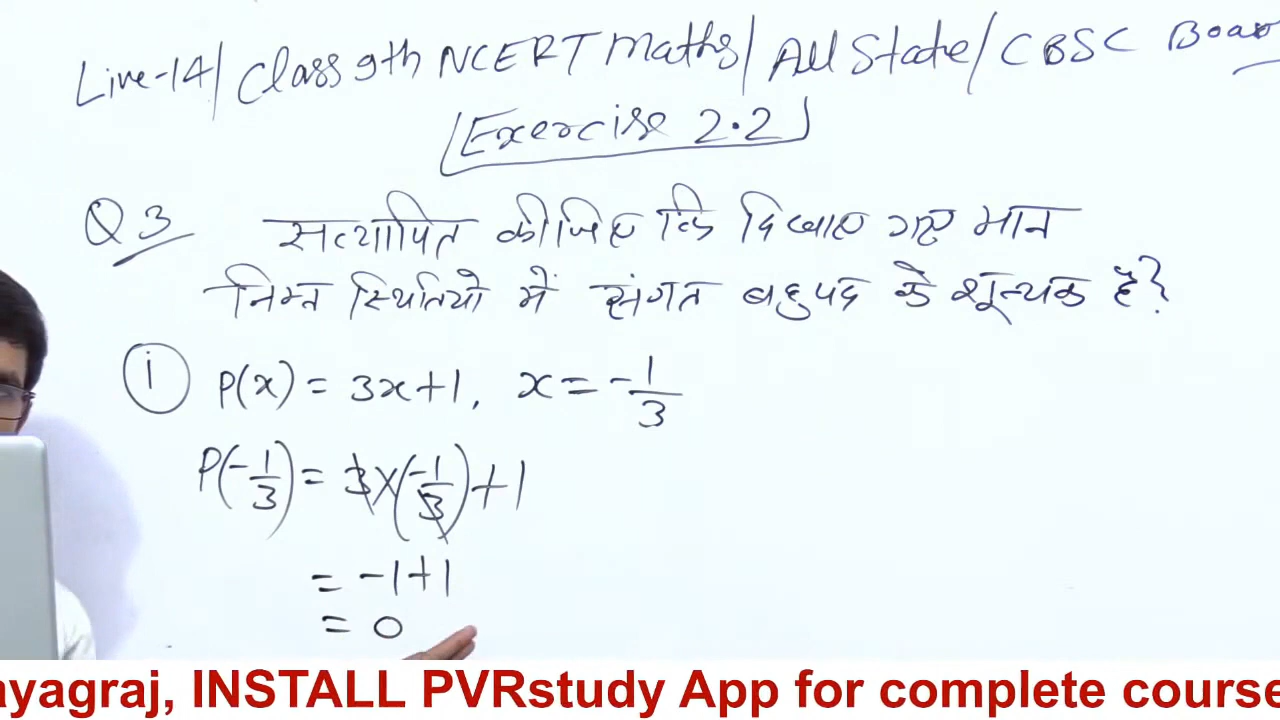 Live-14/ Class 9th NCERT Maths/ All State/ CBSC Boar
Exercise 2.2
Q 3 सत्यापित कीजिए कि दिखाए गए मान
निम्न स्थितियो में संगत बहुपद के शून्यक है?
i P(x) = 3x+1, x = -1/3
P(-1/3) = 3×(-1/3)+1
= -1+1
= 0
ayagraj, INSTALL PVRstudy App for complete course